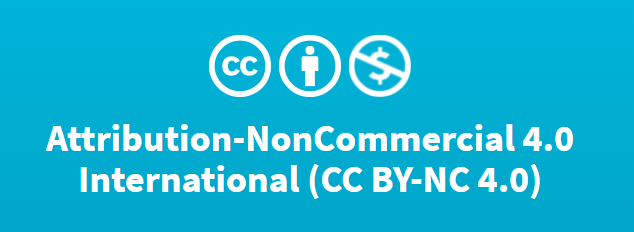 cc
Attribution-NonCommercial 4.0
International (CC BY-NC 4.0)